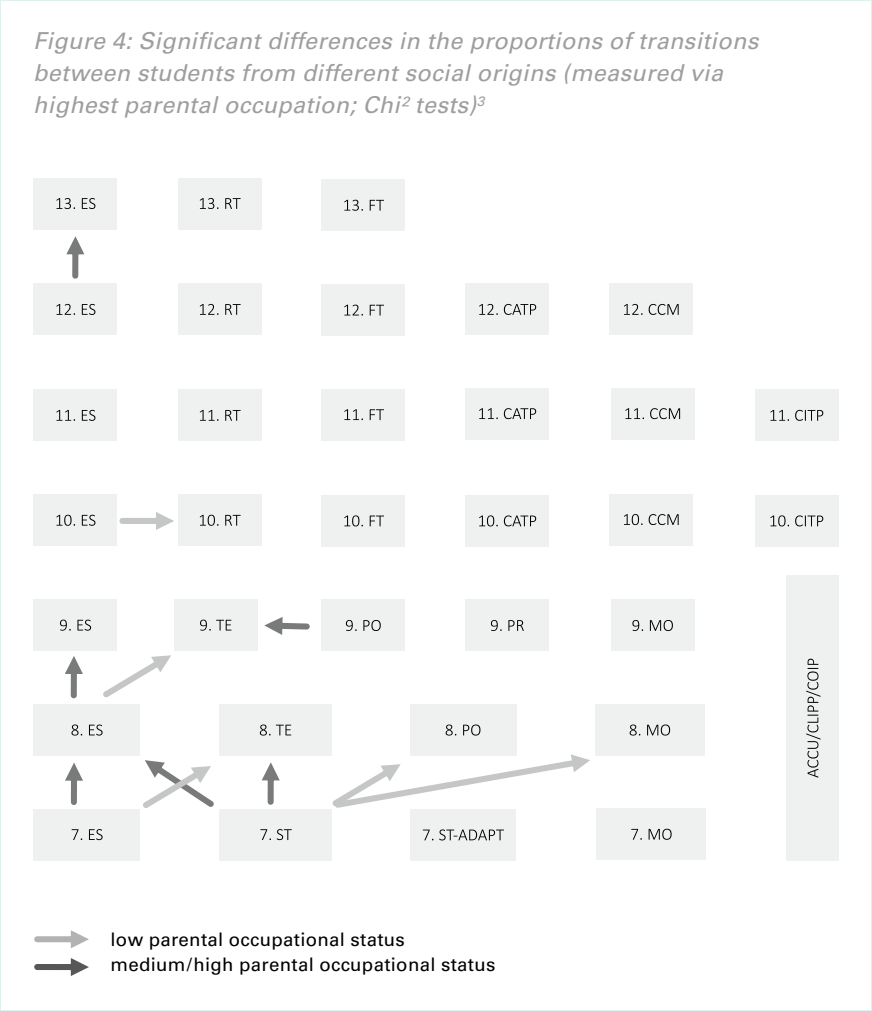 Figure 4: Significant differences in the proportions of transitions
between students from different social origins (measured via
highest parental occupation; Chi² tests)³
13. ES
13. RT
13. FT
12. ES
12. RT
12. FT
12. CATP
12. CCM
11. ES
11. RT
11. FT
11. CATP
11. CCM
11. CITP
10. ES
10. RT
10. FT
10. CATP
10. CCM
10. CITP
9. ES
9. TE
9. PO
9. PR
9. MO
ACCU/CLIPP/COIP
8. ES
8. TE
8. PO
8. MO
7. ES
7. ST
7. ST-ADAPT
7. MO
low parental occupational status
medium/high parental occupational status